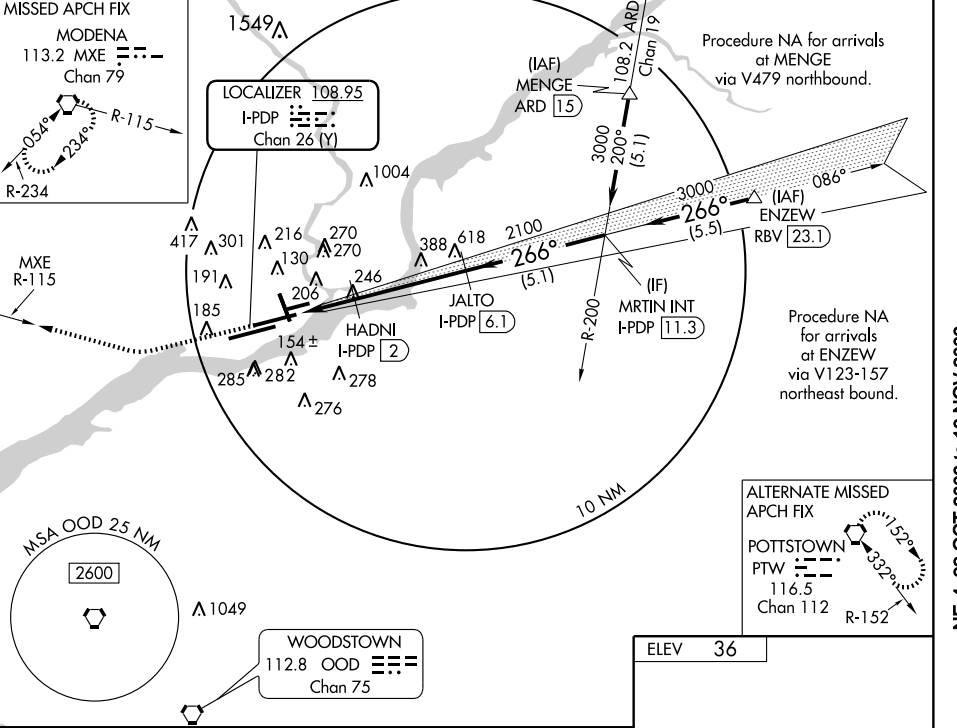 MISSED APCH FIX
MODENA
113.2 MXE
Chan 79
R-115
054°
234°
R-234
1549
LOCALIZER 108.95
I-PDP
Chan 26 (Y)
(IAF)
MENGE
ARD 15
108.2 ARD
Chan 19
Procedure NA for arrivals
at MENGE
via V479 northbound.
3000
200°
(5.1)
1004
3000
266°
(5.5)
086°
(IAF)
ENZEW
RBV 23.1
2100
266°
(5.1)
417
301
216
270
270
130
388
618
191
206
246
185
MXE
R-115
HADNI
I-PDP 2
JALTO
I-PDP 6.1
(IF)
MRTIN INT
I-PDP 11.3
R-200
154 ±
285
282
278
276
Procedure NA
for arrivals
at ENZEW
via V123-157
northeast bound.
10 NM
MSA OOD 25 NM
2600
1049
WOODSTOWN
112.8 OOD
Chan 75
ALTERNATE MISSED
APCH FIX
POTTSTOWN
PTW
116.5
Chan 112
152°
332°
R-152
ELEV 36